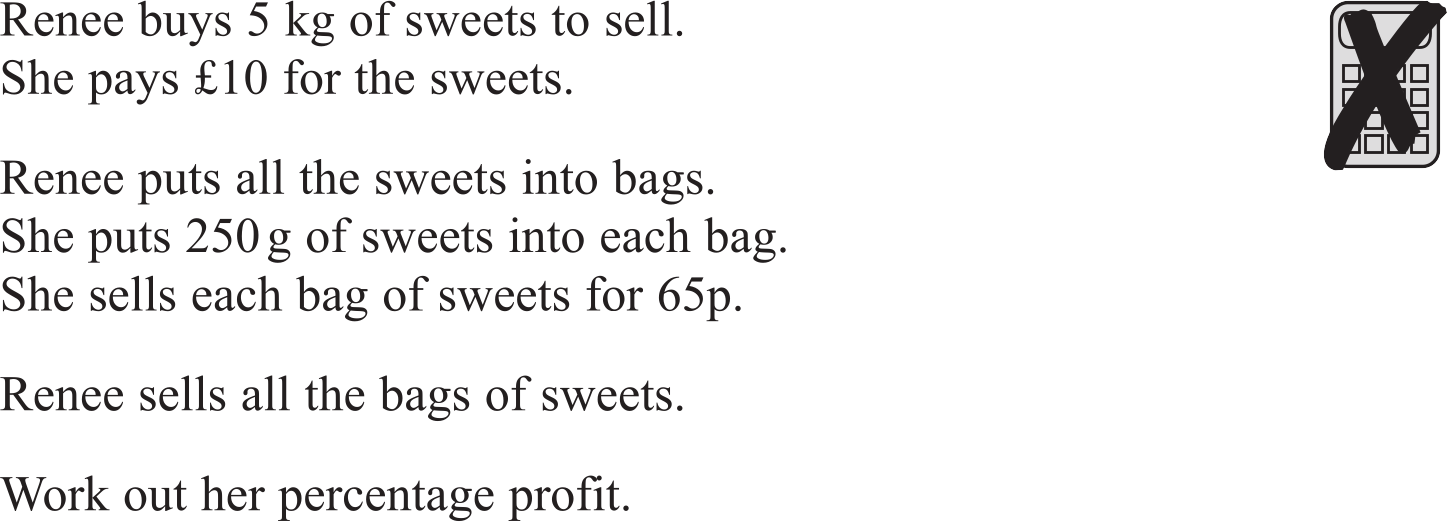 Renee buys 5 kg of sweets to sell.
She pays £10 for the sweets.
Renee puts all the sweets into bags.
She puts 250 g of sweets into each bag.
She sells each bag of sweets for 65p.
Renee sells all the bags of sweets.
Work out her percentage profit.